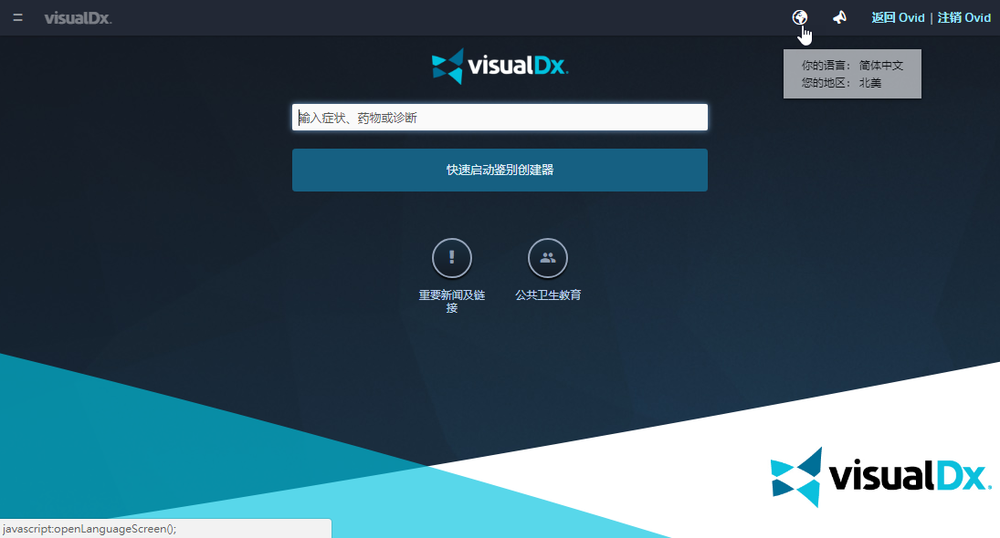 visualDx.
返回 Ovid | 注销 Ovid
visualDx.
你的语言： 简体中文
您的地区： 北美
输入症状、药物或诊断
快速启动鉴别创建器
!
重要新闻及链
接
公共卫生教育
visualDx.
javascript:openLanguageScreen();